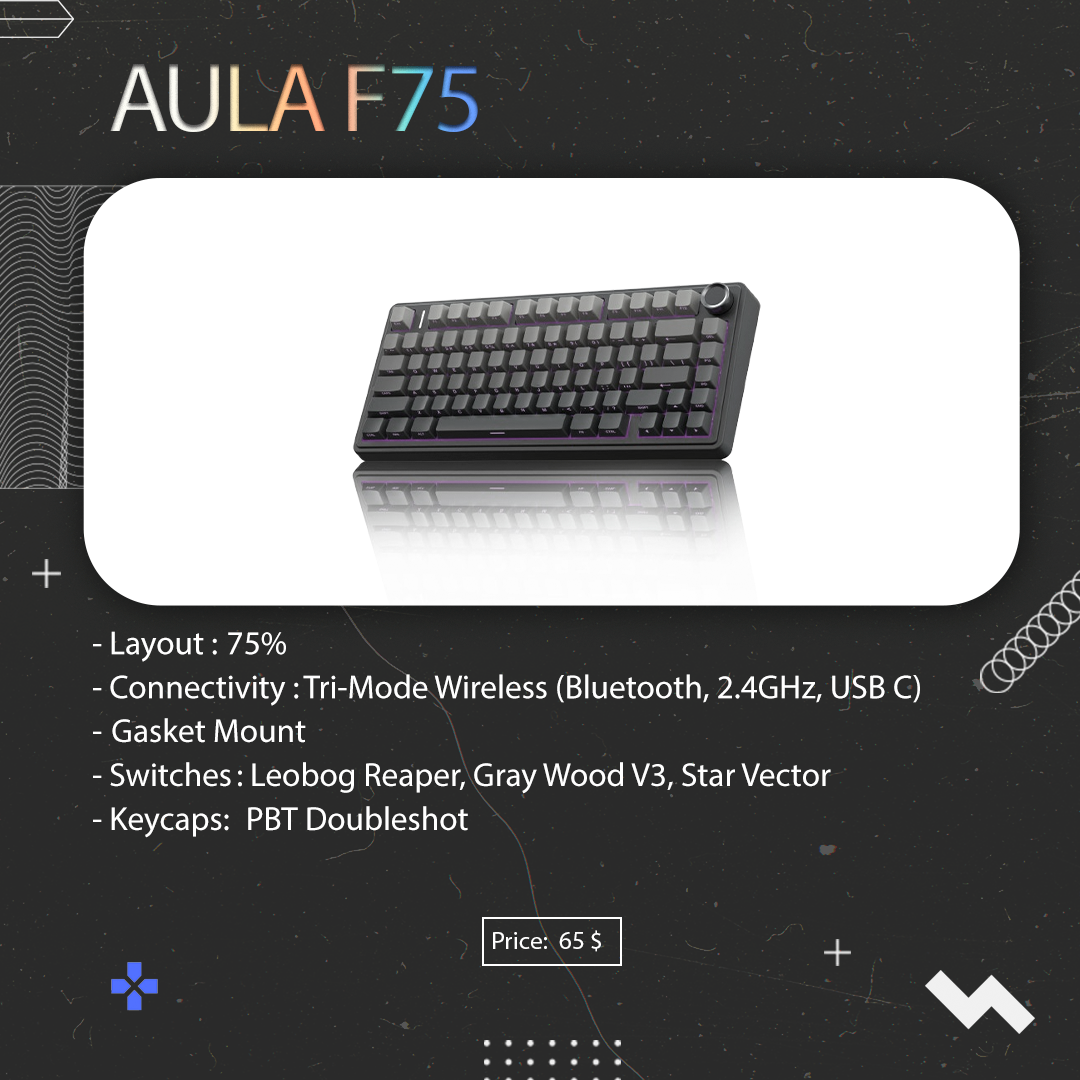 AULA F75
- Layout : 75%
- Connectivity : Tri-Mode Wireless (Bluetooth, 2.4GHz, USB C)
- Gasket Mount
- Switches : Leobog Reaper, Gray Wood V3, Star Vector
- Keycaps: PBT Doubleshot
Price: 65 $